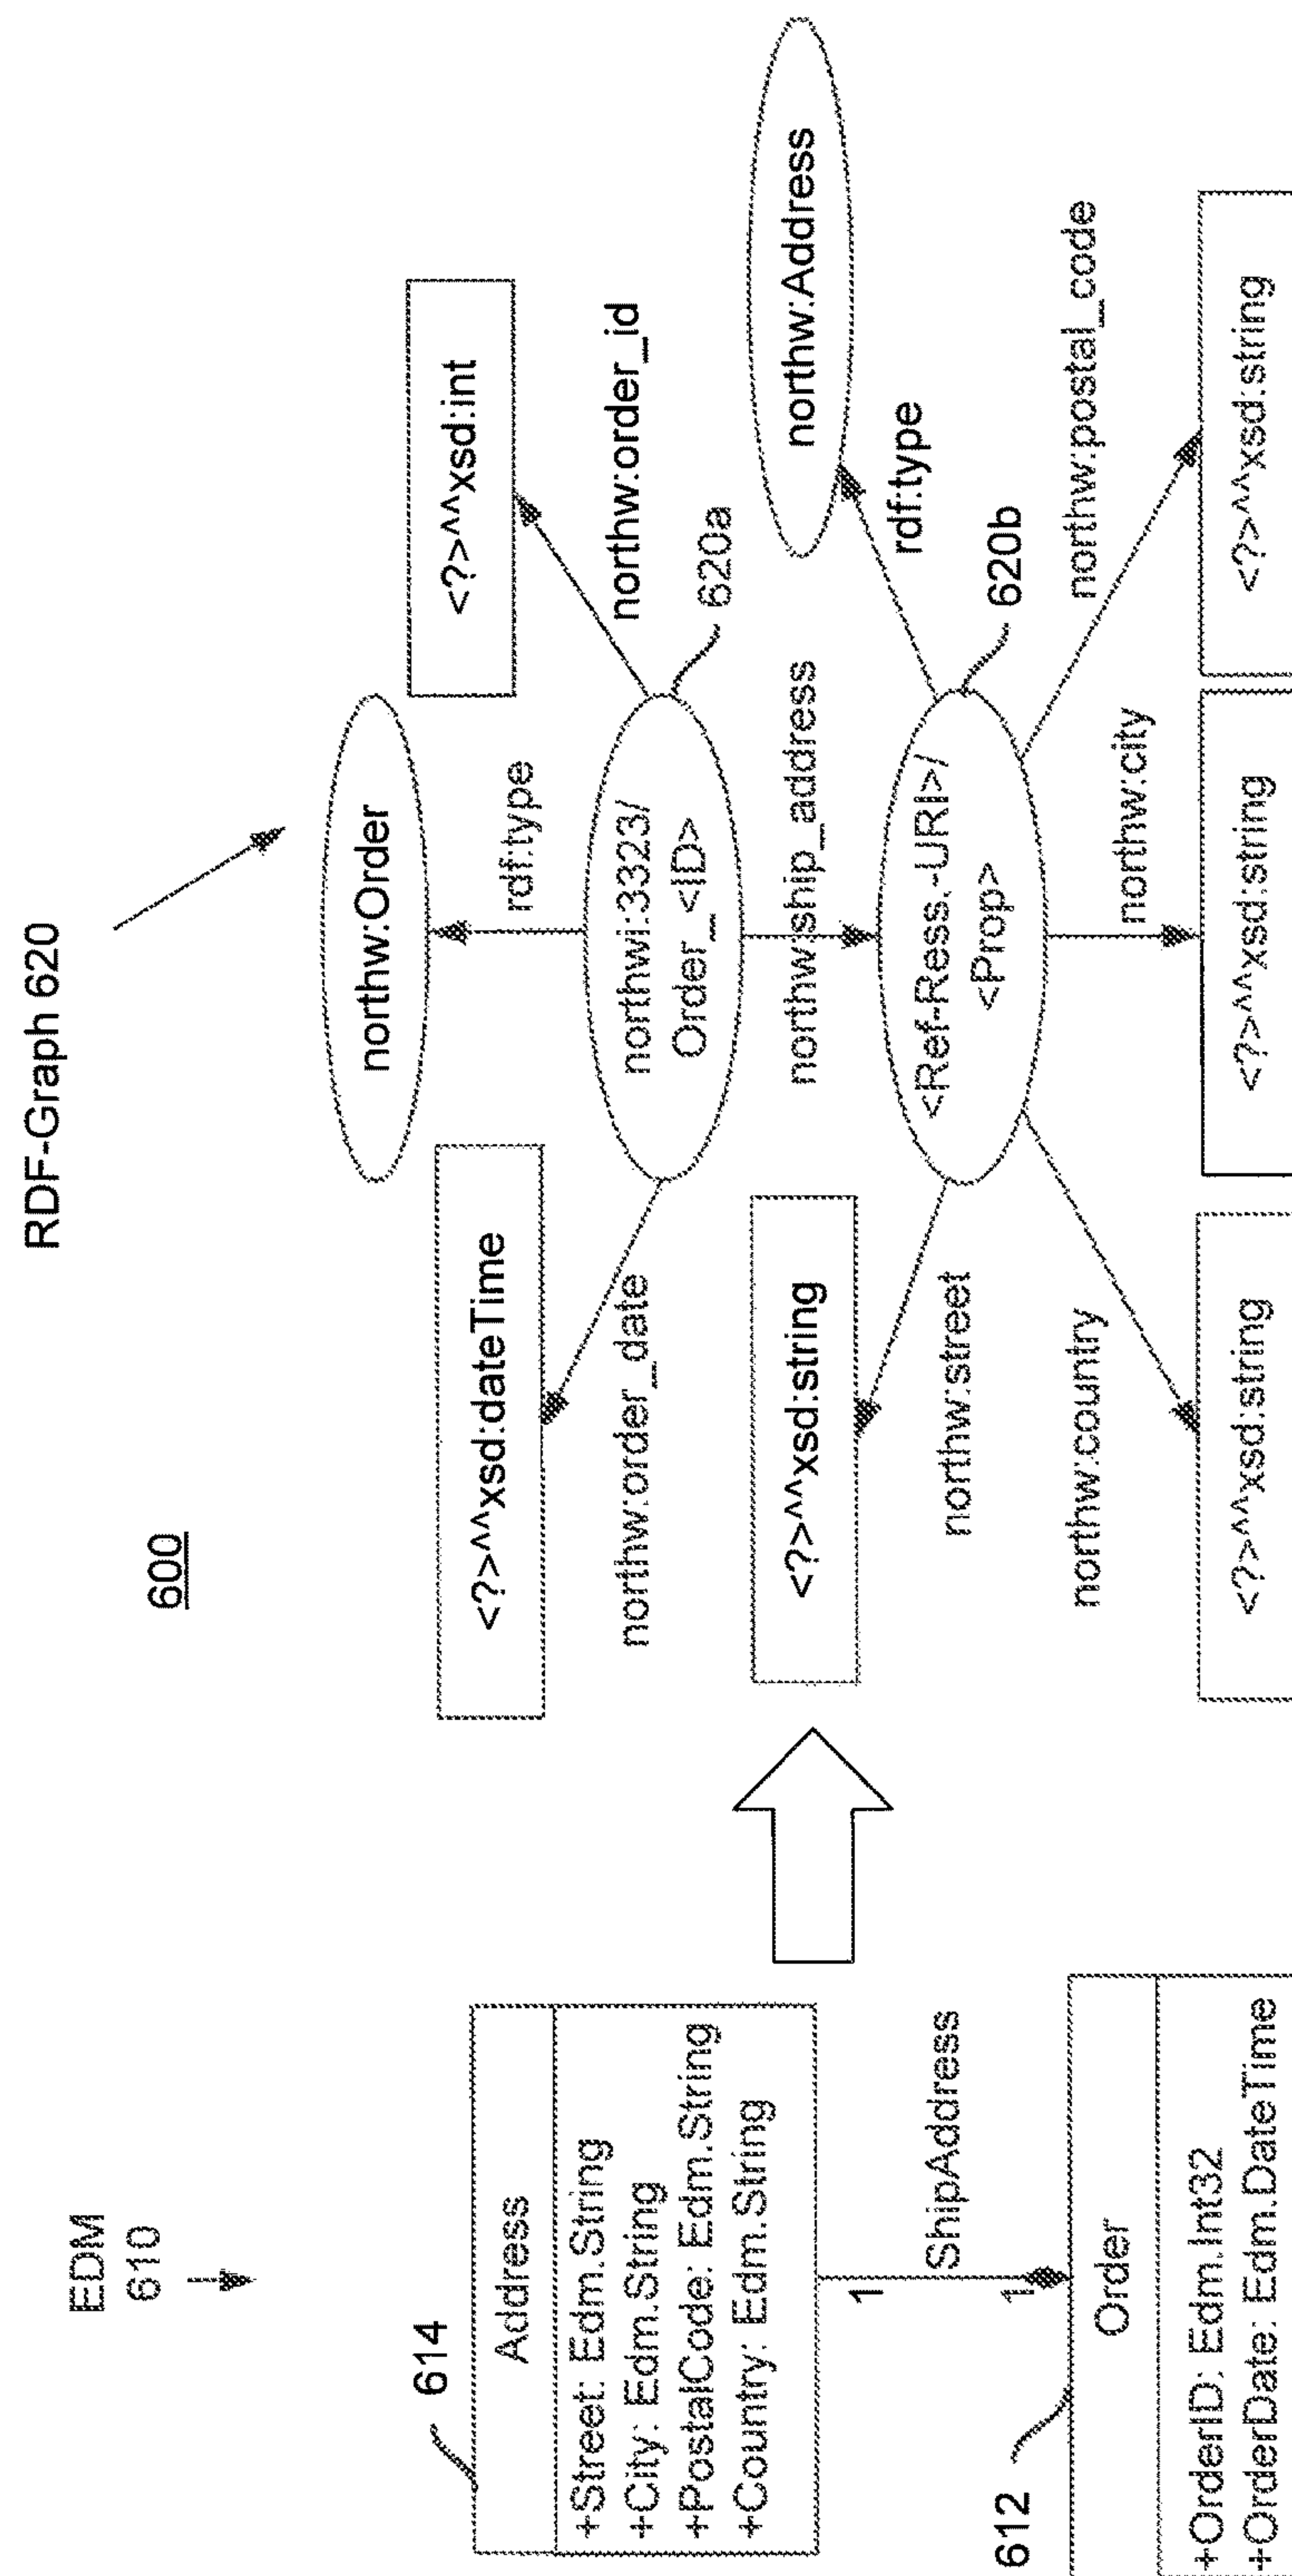 600
EDM
610
614
Address
+Street: Edm.String
+City: Edm.String
+PostalCode: Edm.String
+Country: Edm.String
1
ShipAddress
1
612
Order
+OrderID: Edm.Int32
+OrderDate: Edm.DateTime
RDF-Graph 620
northw:Order
<?>^^xsd:dateTime
rdf:type
<?>^^xsd:int
northw:order_date
northwi:3323/
Order_<ID>
northw:order_id
620a
northw:ship_address
<?>^^xsd:string
northw:Address
rdf:type
northw:street
<Ref-Ress.-URI>/
<Prop>
620b
northw:country
northw:city
northw:postal_code
<?>^^xsd:string
<?>^^xsd:string
<?>^^xsd:string